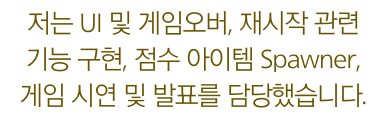 저는 UI 및 게임오버, 재시작 관련
기능 구현, 점수 아이템 Spawner,
게임 시연 및 발표를 담당했습니다.